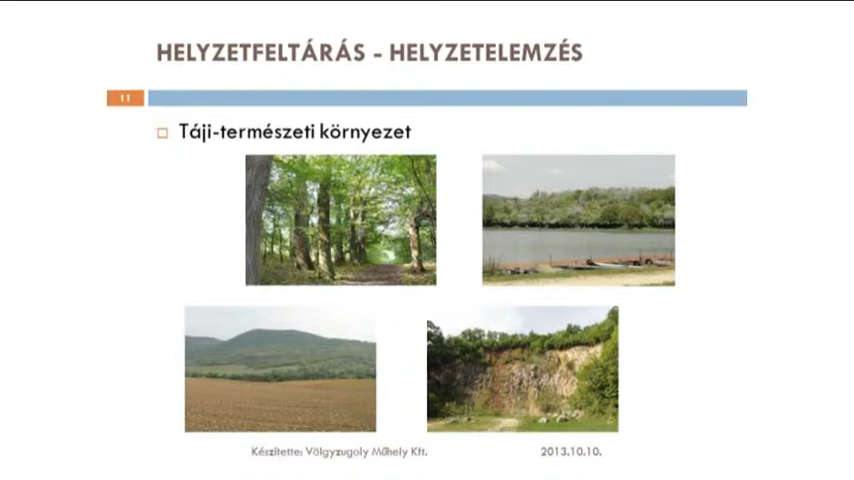 HELYZETFELTÁRÁS - HELYZETELEMZÉS
11
Táji-természeti környezet
Készítette: Völgyzugoly Műhely Kft.
2013.10.10.